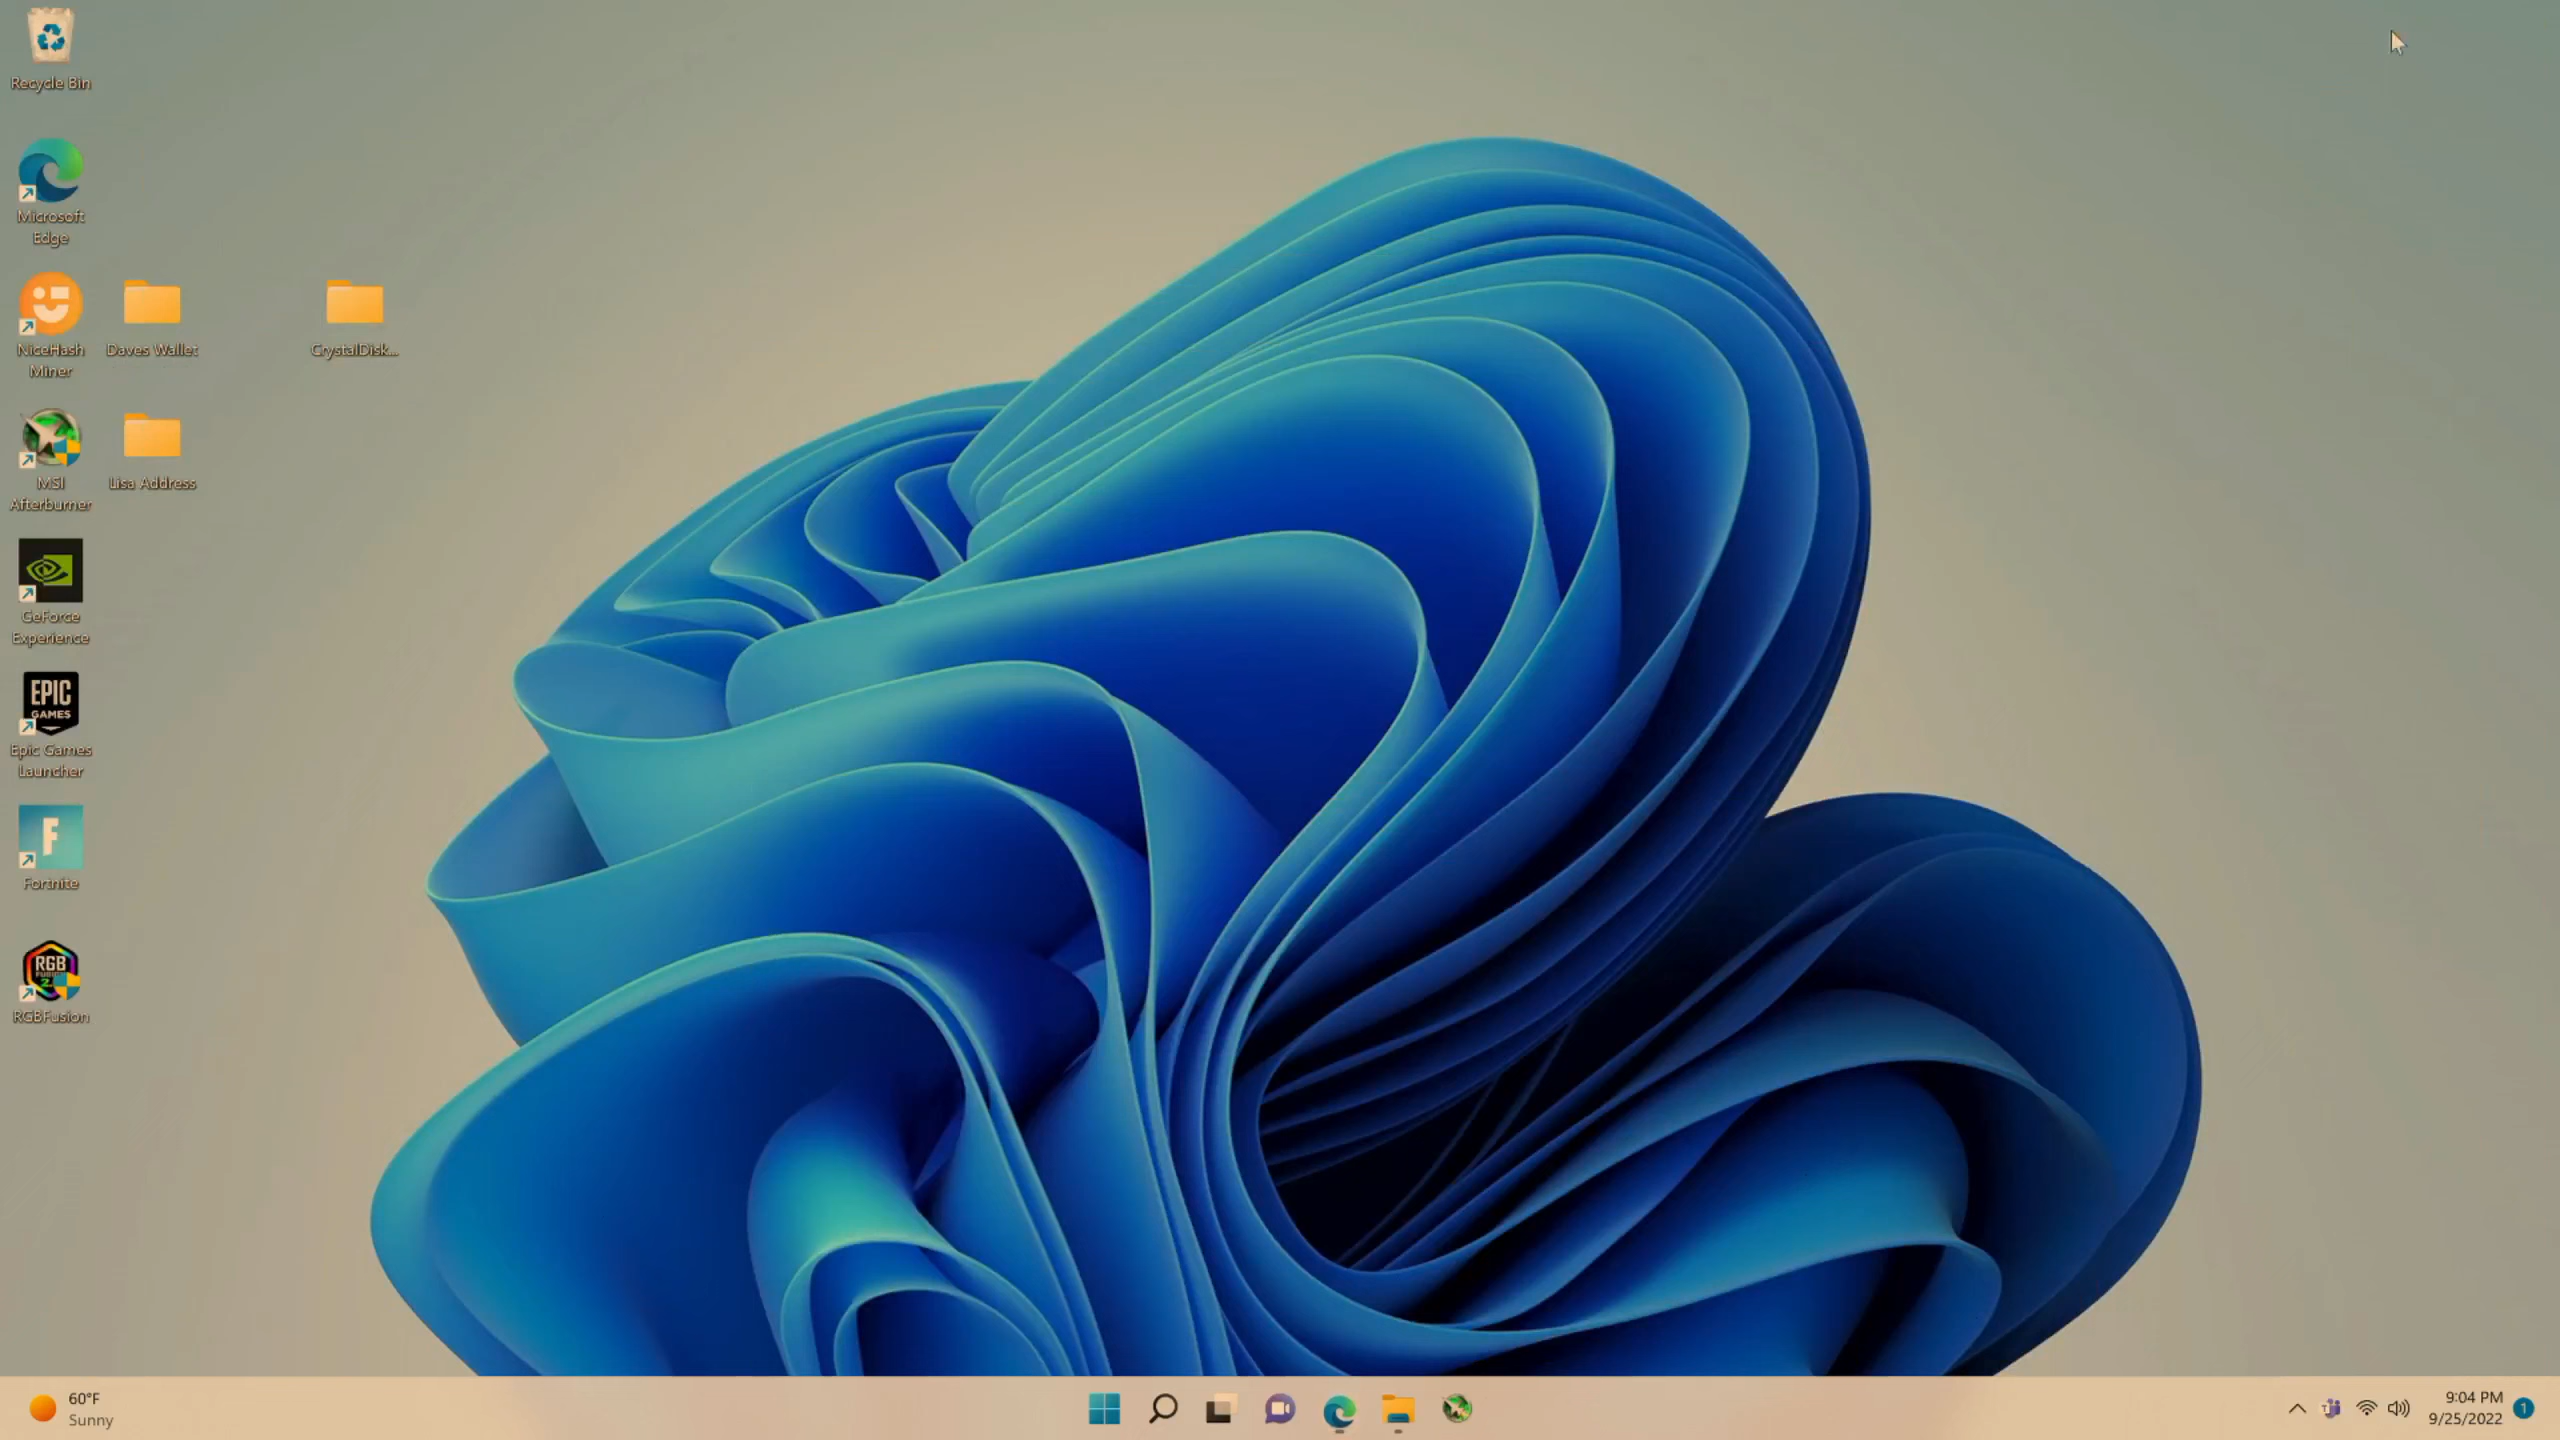 Recycle Bin
Microsoft
Edge
NiceHash
Miner
Daves Wallet
CrystalDisk...
MSI
Afterburner
Lisa Address
GeForce
Experience
EPIC
GAMES
Epic Games
Launcher
F
Fortnite
RGB
FUSION
2.
RGBFusion
60°F
Sunny
9:04 PM
9/25/2022
1